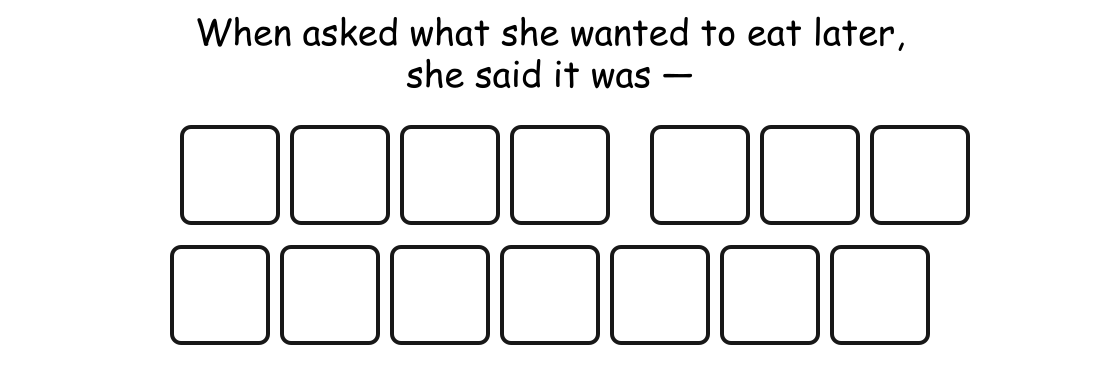 When asked what she wanted to eat later,
she said it was —